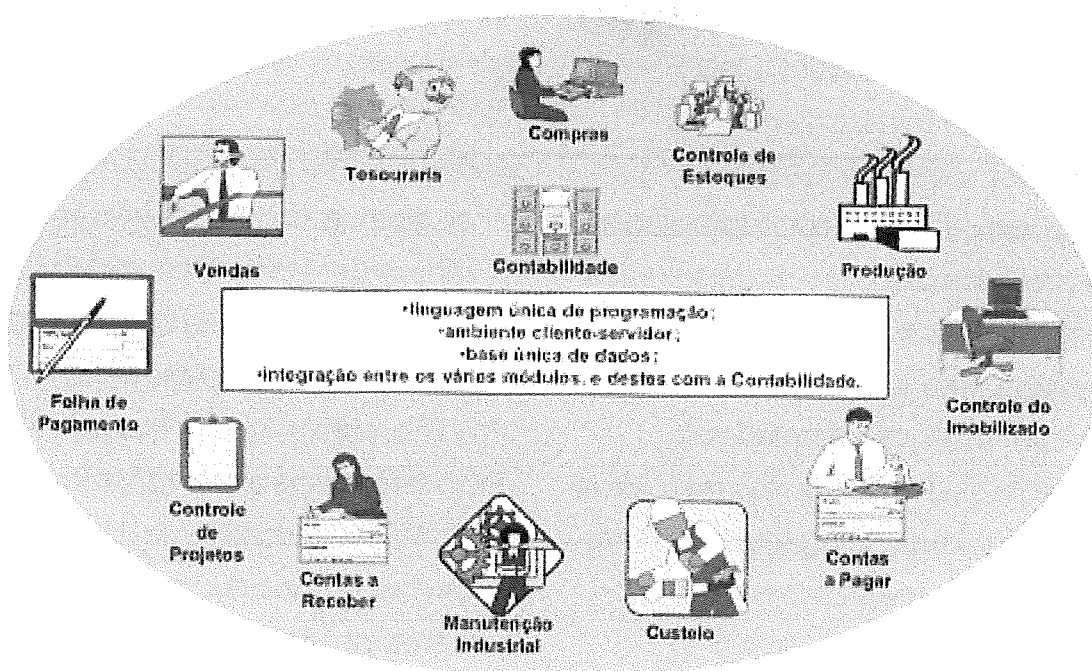 Compras
Tesouraria
Controle de
Estoques
Vendas
Contabilidade
Produção
•linguagem única de programação;
•ambiente cliente-servidor;
•base única de dados;
•integração entre os vários módulos, e destes com a Contabilidade.
Folha de
Pagamento
Controle do
Imobilizado
Controle
de
Projetos
Contas a
Receber
Manutenção
Industrial
Custeio
Contas
a Pagar